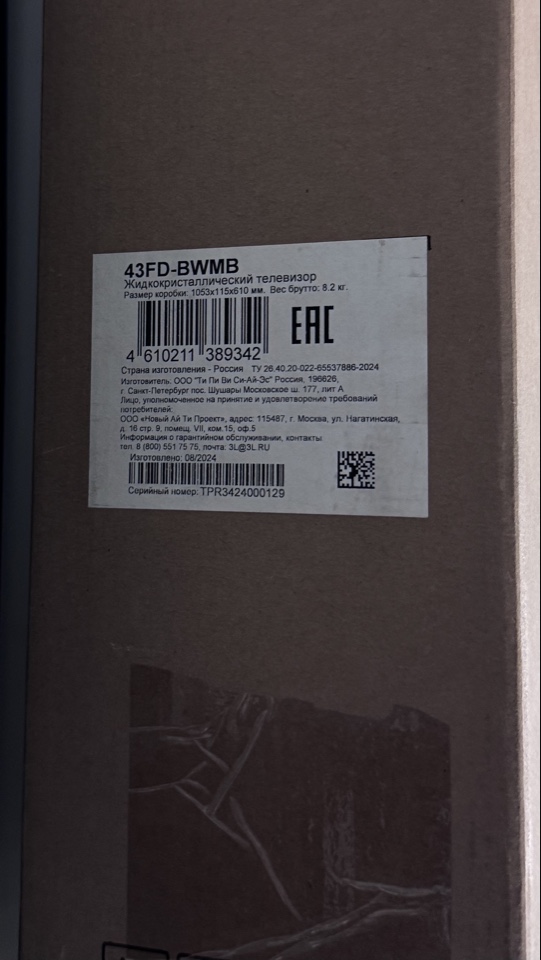 43FD-BWMB
Жидкокристаллический телевизор
Размер коробки: 1053x115x610 мм. Вес брутто: 8.2 кг.
EAC
4 610211 389342
Страна изготовления - Россия ТУ 26.40.20-022-65537886-2024
Изготовитель: ООО "Ти Пи Ви Си-Ай-Эс" Россия, 196626,
г. Санкт-Петербург пос. Шушары Московское ш. 177, лит А
Лицо, уполномоченное на принятие и удовлетворение требований
потребителей:
ООО «Новый Ай Ти Проект», адрес: 115487, г. Москва, ул. Нагатинская,
д. 16 стр. 9, помещ. VII, ком.15, оф.5
Информация о гарантийном обслуживании, контакты:
тел. 8 (800) 551 75 75, почта: 3L@3L.RU
Изготовлено: 08/2024
Серийный номер: TPR3424000129